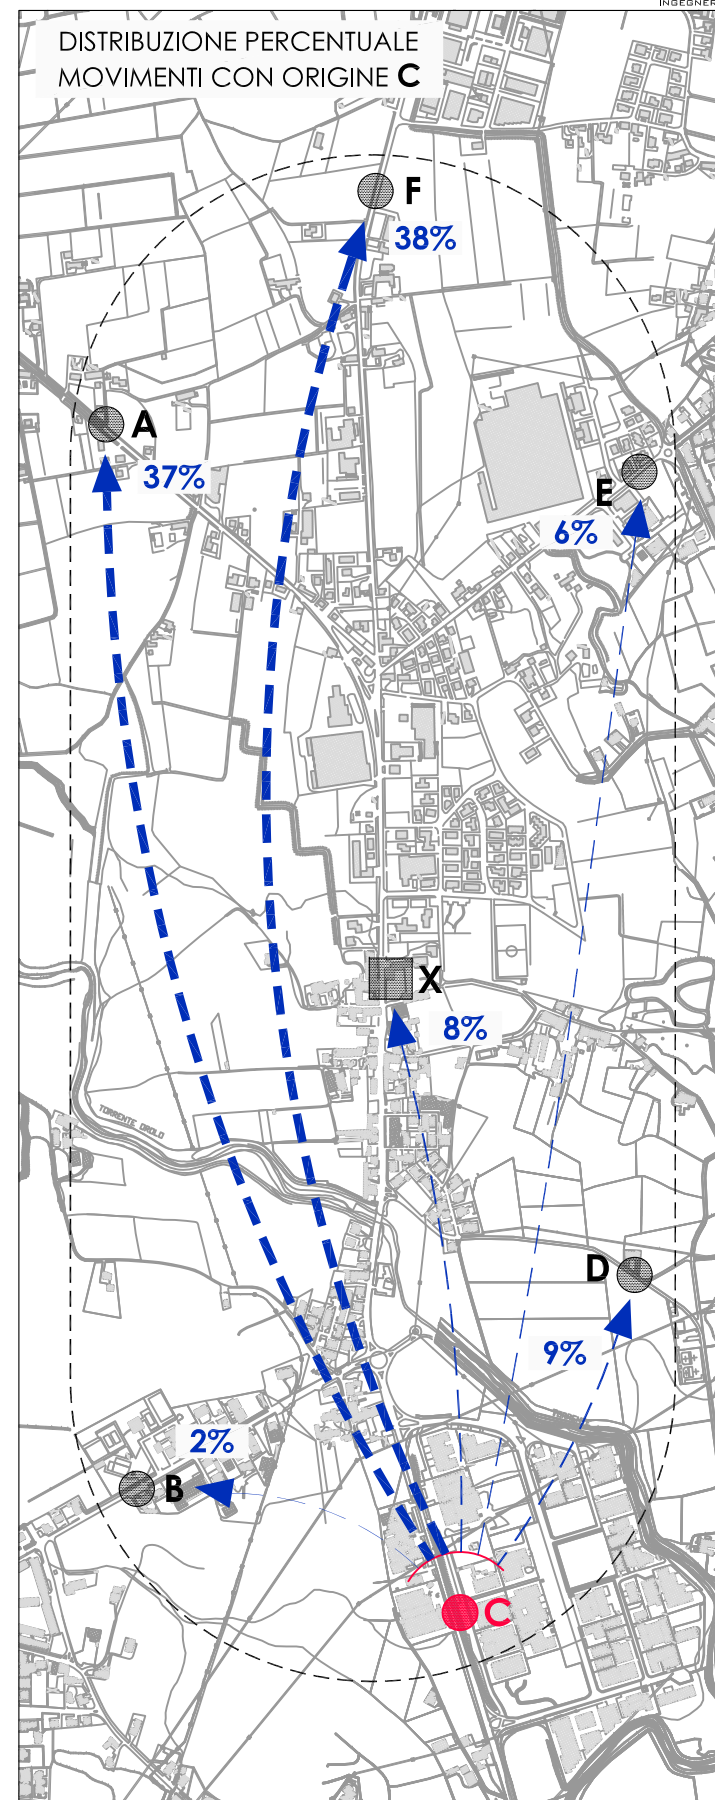 INGEGNER
DISTRIBUZIONE PERCENTUALE
MOVIMENTI CON ORIGINE C
F
38%
A
37%
E
6%
X
8%
TORRENTE OROLO
D
9%
2%
B
C